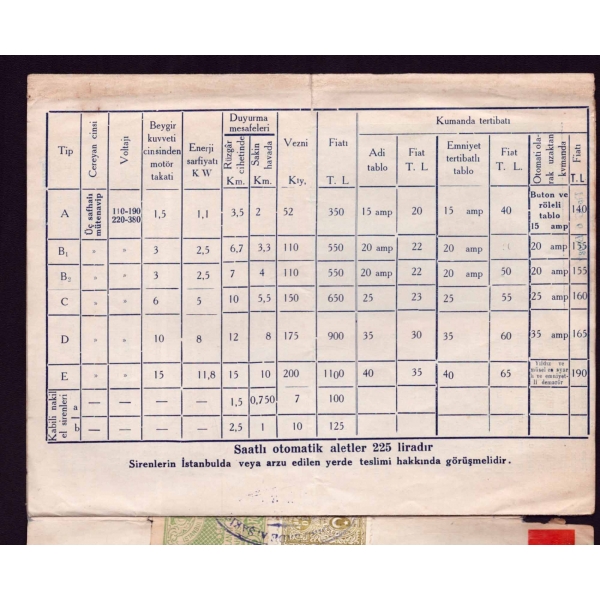 Tip Cereyan cinsi Voltajı Beygir kuvveti cinsinden motör takati Enerji sarfiyatı K W Duyurma mesafeleri Vezni Kty. Fiatı T. L. Kumanda tertibatı
Rüzgâr cihetinde Km. Sakin havada Km. Adi tablo Fiat T. L. Emniyet tertibatlı tablo Fiat T. L. Otomati olarak uzaktan kvmanda Fiatı T. L.
A Üç safhalı mütenavip 110-190 220-380 1,5 1,1 3,5 2 52 350 15 amp 20 15 amp 40 Buton ve röleli tablo 15 amp 140
B₁ » » 3 2,5 6,7 3,3 110 550 20 amp 22 20 amp 20 amp 155
B₂ » » 3 2,5 7 4 110 550 20 amp 22 20 amp 50 20 amp 155
C » » 6 5 10 5,5 150 650 25 23 25 55 25 amp 160
D » » 10 8 12 8 175 900 35 30 35 60 35 amp 165
E » » 15 11,8 15 10 200 1100 40 35 40 65 Yıldız ve 190
Kabili nakil el sirenleri a — — — — 1,5 0,750 7 100
b — — — — 2,5 1 10 125
Saatlı otomatik aletler 225 liradır
Sirenlerin İstanbulda veya arzu edilen yerde teslimi hakkında görüşmelidir.